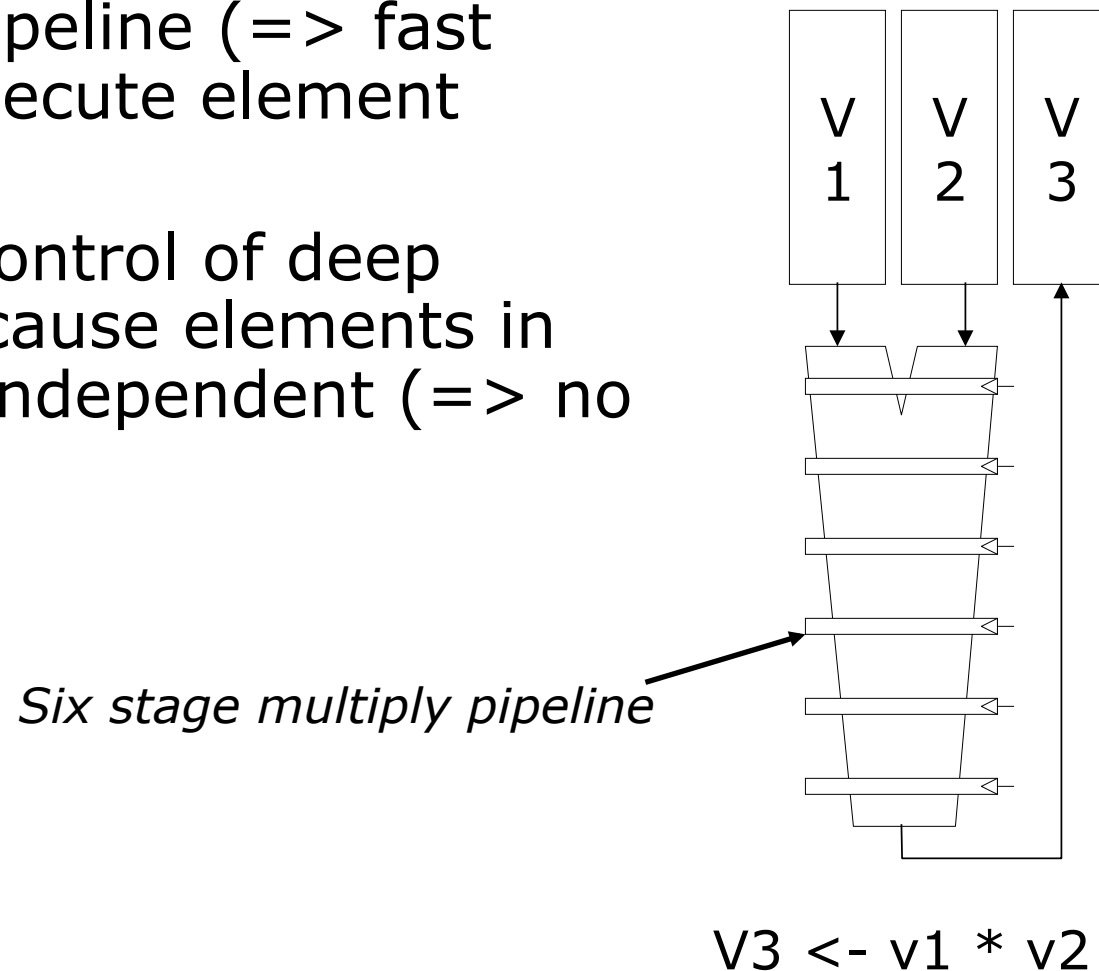 peline (=> fast
ecute element
ontrol of deep
cause elements in
ndependent (=> no
V 1
V 2
V 3
Six stage multiply pipeline
V3 <- v1 * v2